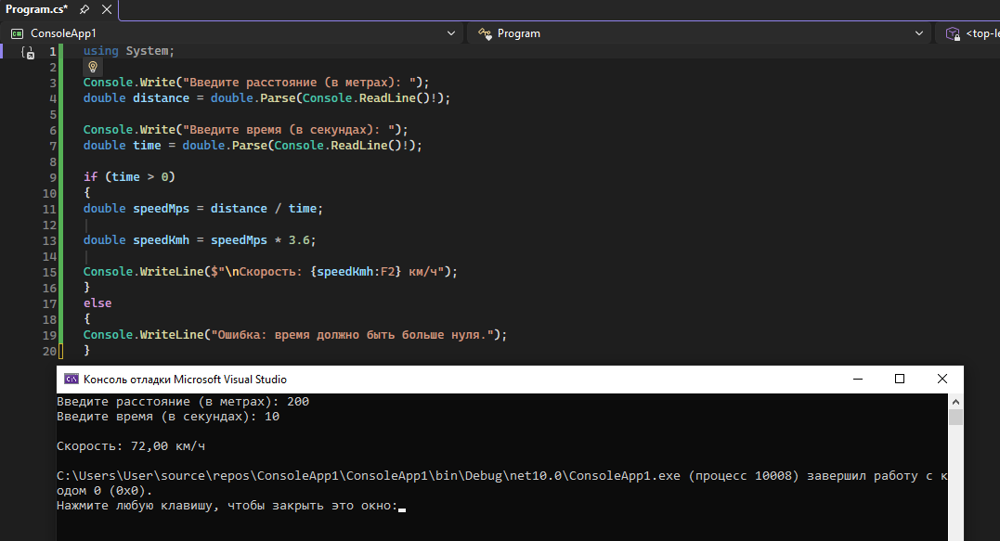 Program.cs*
ConsoleApp1
Program
<top-le
1 using System;
2
3 Console.Write("Введите расстояние (в метрах): ");
4 double distance = double.Parse(Console.ReadLine()!);
5
6 Console.Write("Введите время (в секундах): ");
7 double time = double.Parse(Console.ReadLine()!);
8
9 if (time > 0)
10 {
11 double speedMps = distance / time;
12
13 double speedKmh = speedMps * 3.6;
14
15 Console.WriteLine($"\nСкорость: {speedKmh:F2} км/ч");
16 }
17 else
18 {
19 Console.WriteLine("Ошибка: время должно быть больше нуля.");
20 }
Консоль отладки Microsoft Visual Studio
Введите расстояние (в метрах): 200
Введите время (в секундах): 10
Скорость: 72,00 км/ч
C:\Users\User\source\repos\ConsoleApp1\ConsoleApp1\bin\Debug\net10.0\ConsoleApp1.exe (процесс 10008) завершил работу с к
одом 0 (0x0).
Нажмите любую клавишу, чтобы закрыть это окно: